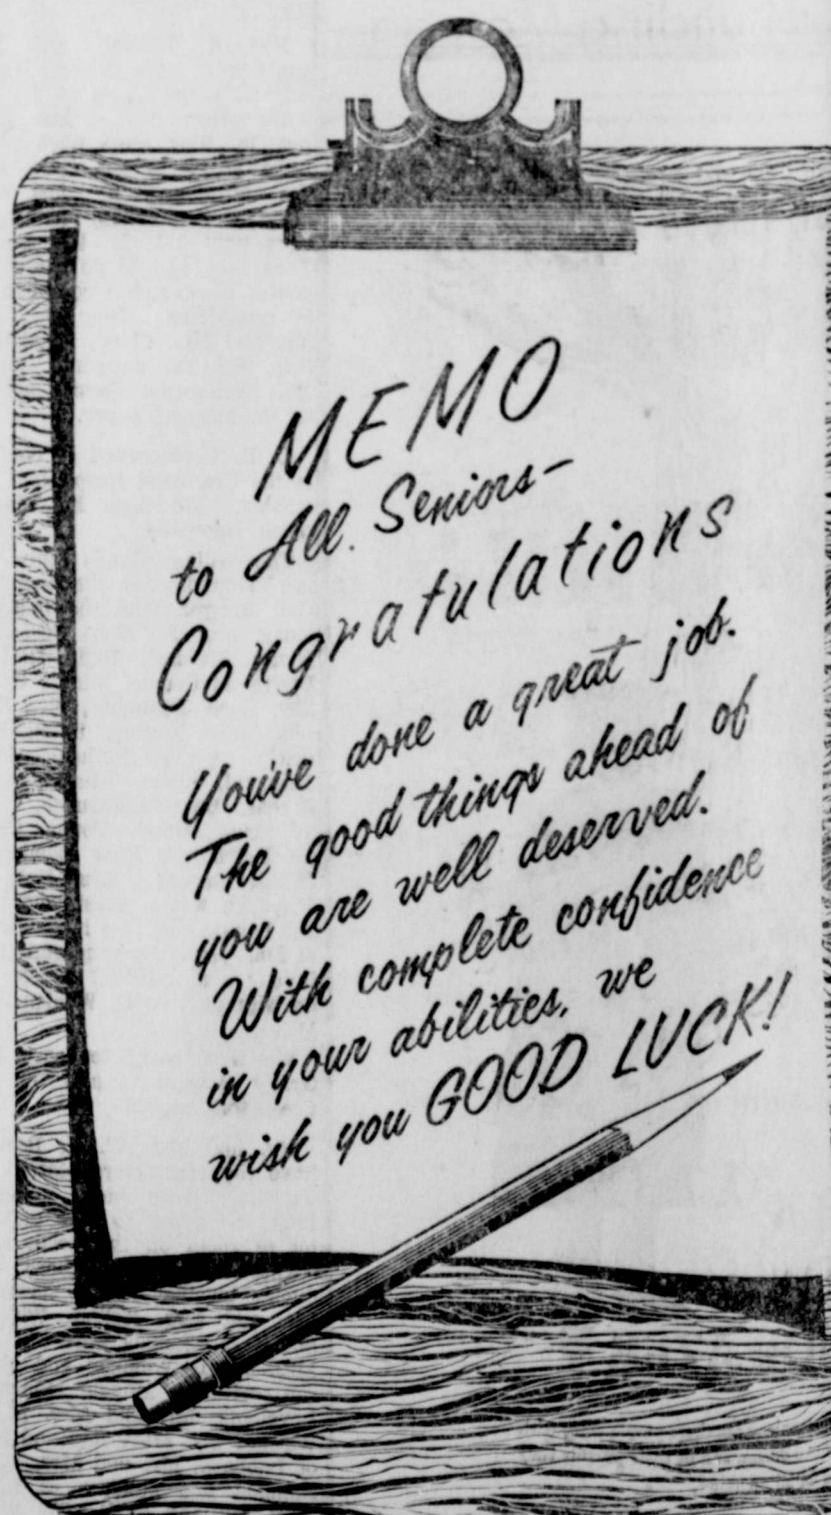 MEMO
to All Seniors—
Congratulations
You've done a great job.
The good things ahead of
you are well deserved.
With complete confidence
in your abilities, we
wish you GOOD LUCK!